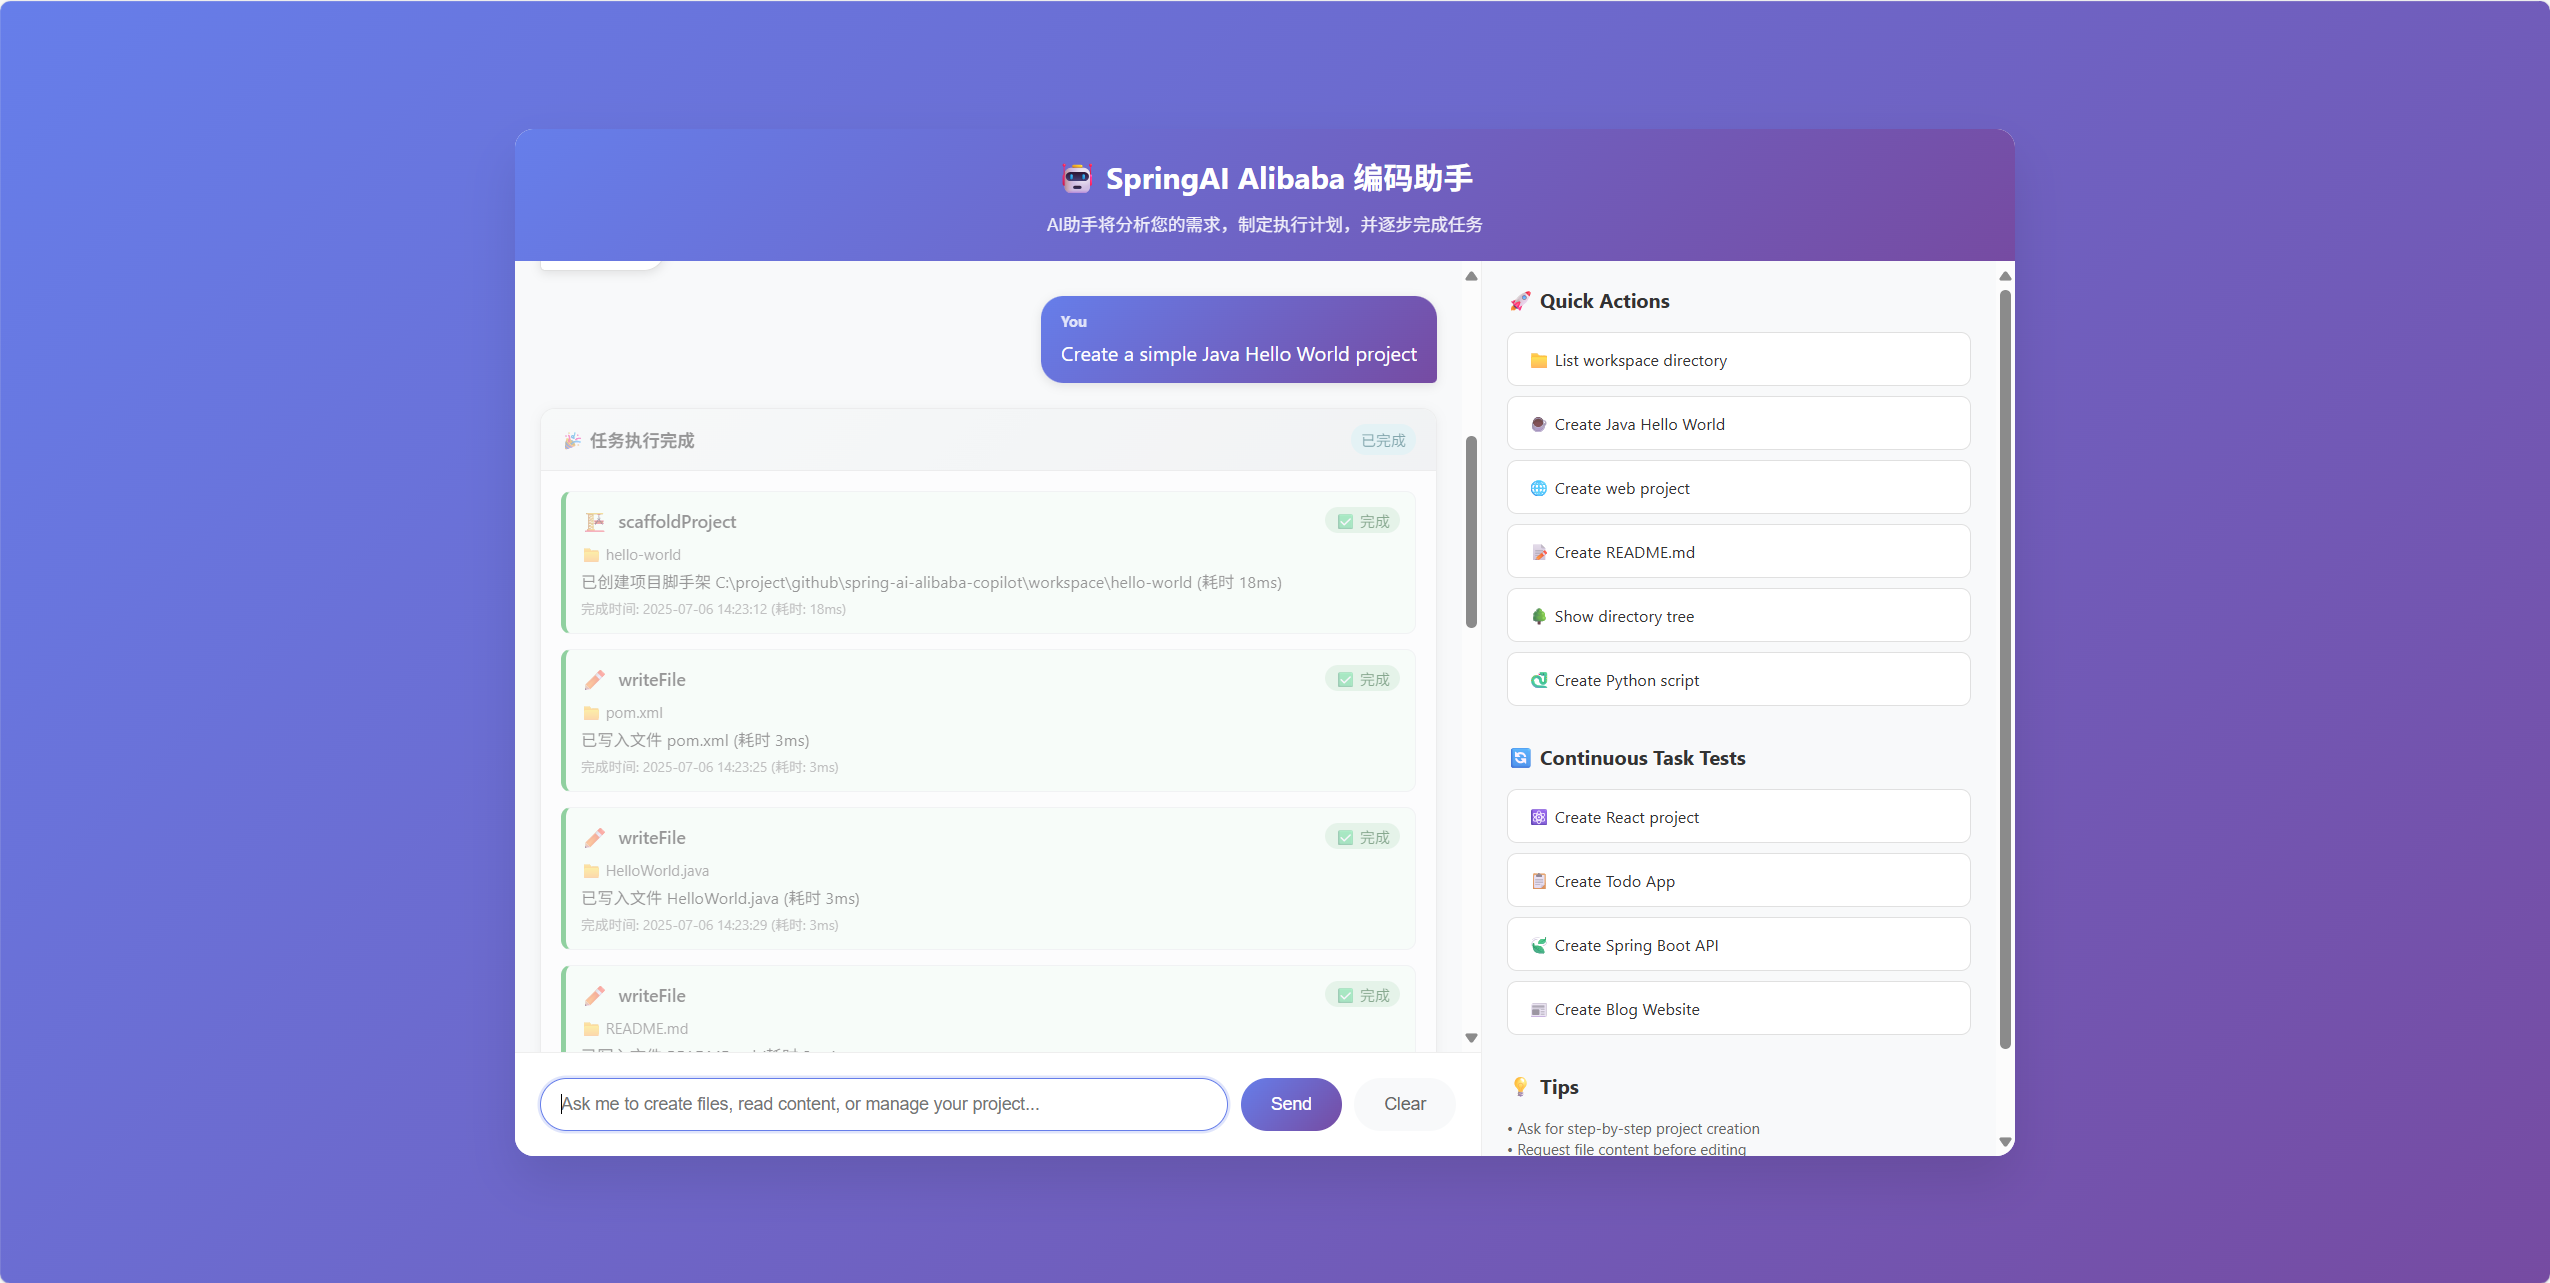 SpringAI Alibaba 编码助手
AI助手将分析您的需求，制定执行计划，并逐步完成任务
You
Create a simple Java Hello World project
任务执行完成
已完成
scaffoldProject
完成
hello-world
已创建项目脚手架 C:\project\github\spring-ai-alibaba-copilot\workspace\hello-world (耗时 18ms)
完成时间: 2025-07-06 14:23:12 (耗时: 18ms)
writeFile
完成
pom.xml
已写入文件 pom.xml (耗时 3ms)
完成时间: 2025-07-06 14:23:25 (耗时: 3ms)
writeFile
完成
HelloWorld.java
已写入文件 HelloWorld.java (耗时 3ms)
完成时间: 2025-07-06 14:23:29 (耗时: 3ms)
writeFile
完成
README.md
Ask me to create files, read content, or manage your project...
Send
Clear
Quick Actions
List workspace directory
Create Java Hello World
Create web project
Create README.md
Show directory tree
Create Python script
Continuous Task Tests
Create React project
Create Todo App
Create Spring Boot API
Create Blog Website
Tips
• Ask for step-by-step project creation
• Request file content before editing